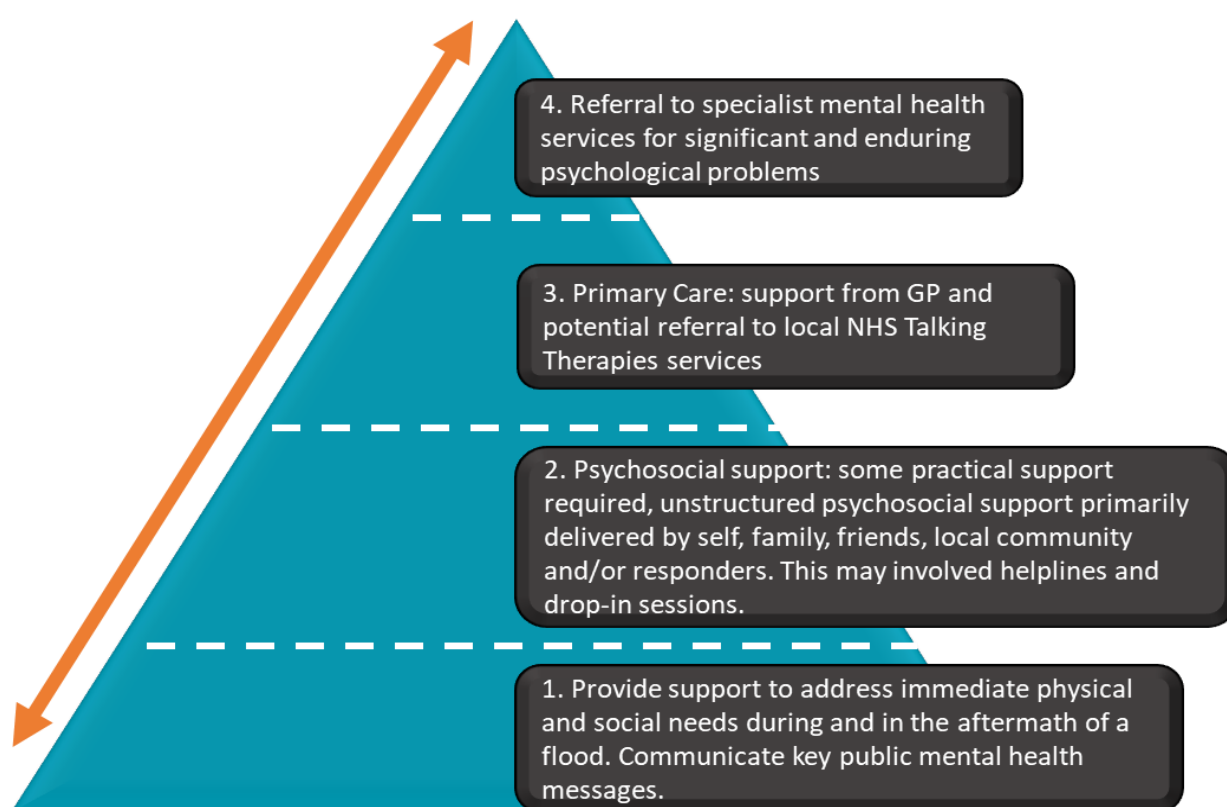 4. Referral to specialist mental health
services for significant and enduring
psychological problems
3. Primary Care: support from GP and
potential referral to local NHS Talking
Therapies services
2. Psychosocial support: some practical support
required, unstructured psychosocial support primarily
delivered by self, family, friends, local community
and/or responders. This may involved helplines and
drop-in sessions.
1. Provide support to address immediate physical
and social needs during and in the aftermath of a
flood. Communicate key public mental health
messages.